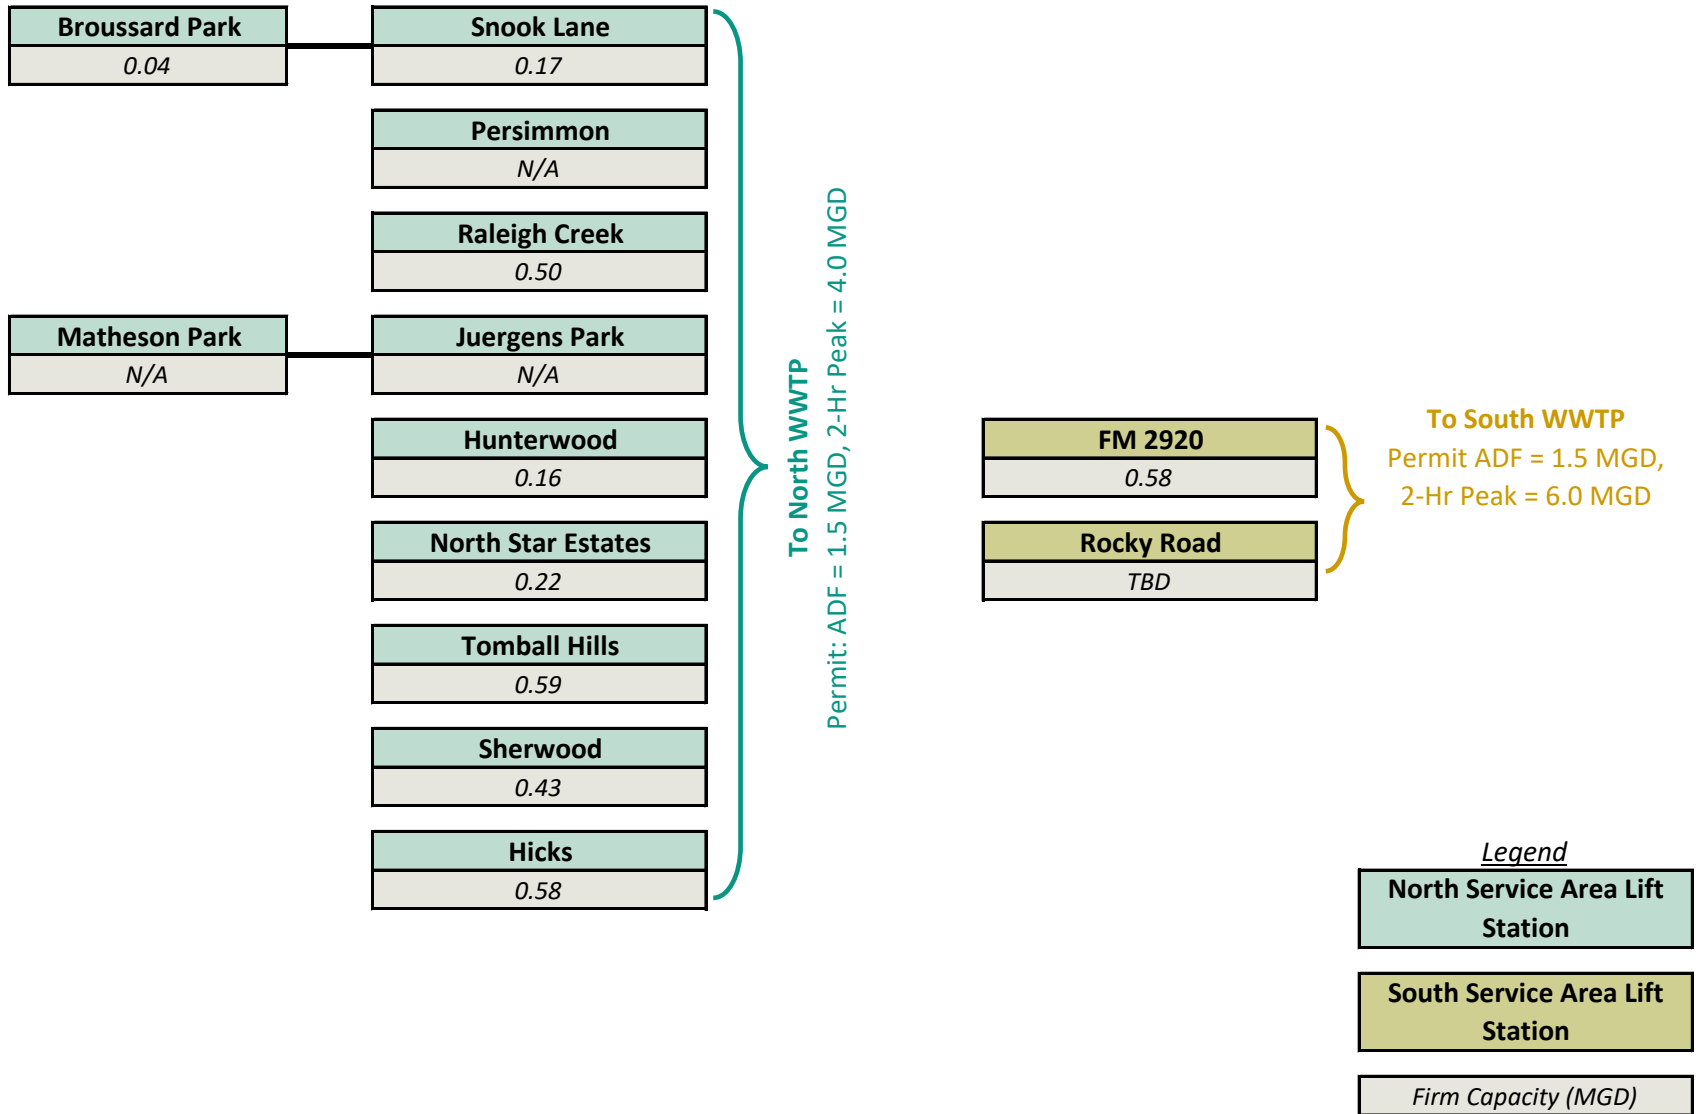 Broussard Park
0.04
Snook Lane
0.17
Persimmon
N/A
Raleigh Creek
0.50
Matheson Park
N/A
Juergens Park
N/A
Hunterwood
0.16
North Star Estates
0.22
Tomball Hills
0.59
Sherwood
0.43
Hicks
0.58
To North WWTP
Permit: ADF = 1.5 MGD, 2-Hr Peak = 4.0 MGD
FM 2920
0.58
Rocky Road
TBD
To South WWTP
Permit ADF = 1.5 MGD,
2-Hr Peak = 6.0 MGD
Legend
North Service Area Lift
Station
South Service Area Lift
Station
Firm Capacity (MGD)